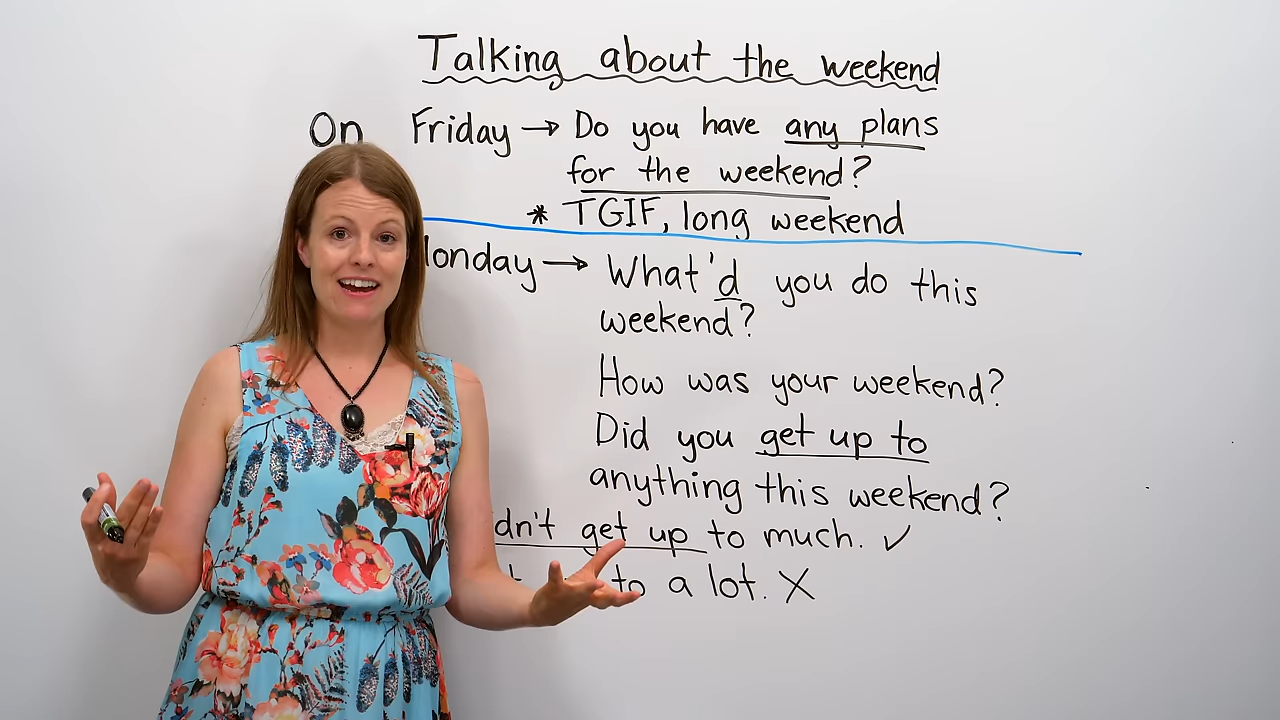 Talking about the weekend
On Friday → Do you have any plans
for the weekend?
* TGIF, long weekend
→ What'd you do this
weekend?
How was your weekend?
Did you get up to
anything this weekend?
get up to much. ✓
to a lot. X